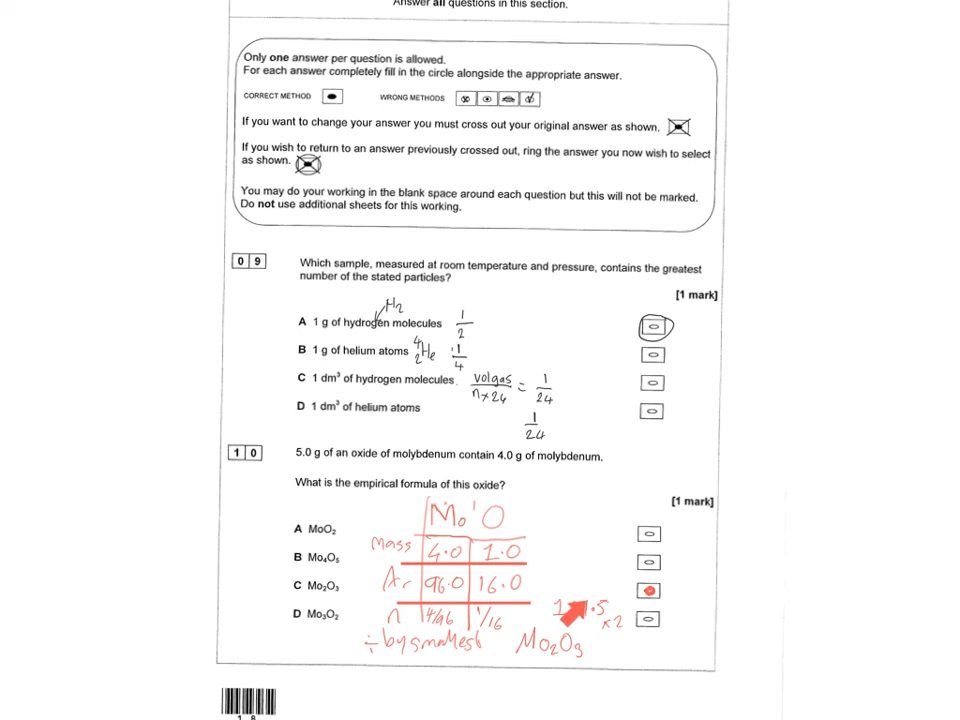 Answer all questions in this section.
Only one answer per question is allowed.
For each answer completely fill in the circle alongside the appropriate answer.
CORRECT METHOD WRONG METHODS
If you want to change your answer you must cross out your original answer as shown.
If you wish to return to an answer previously crossed out, ring the answer you now wish to select
as shown.
You may do your working in the blank space around each question but this will not be marked.
Do not use additional sheets for this working.
0 9 Which sample, measured at room temperature and pressure, contains the greatest
number of the stated particles?
[1 mark]
H₂
A 1 g of hydrogen molecules 1/2
B 1 g of helium atoms ⁴₂He 1/4
C 1 dm³ of hydrogen molecules vol gas/n×24 = 1/24
D 1 dm³ of helium atoms 1/24
1 0 5.0 g of an oxide of molybdenum contain 4.0 g of molybdenum.
What is the empirical formula of this oxide?
[1 mark]
Mo O
A MoO₂
Mass 4.0 1.0
B Mo₄O₅
C Mo₂O₃ Ar 96.0 16.0
D Mo₃O₂ n 4/96 1/16 1 .5 ×2
÷ by smallest Mo₂O₃
1 8